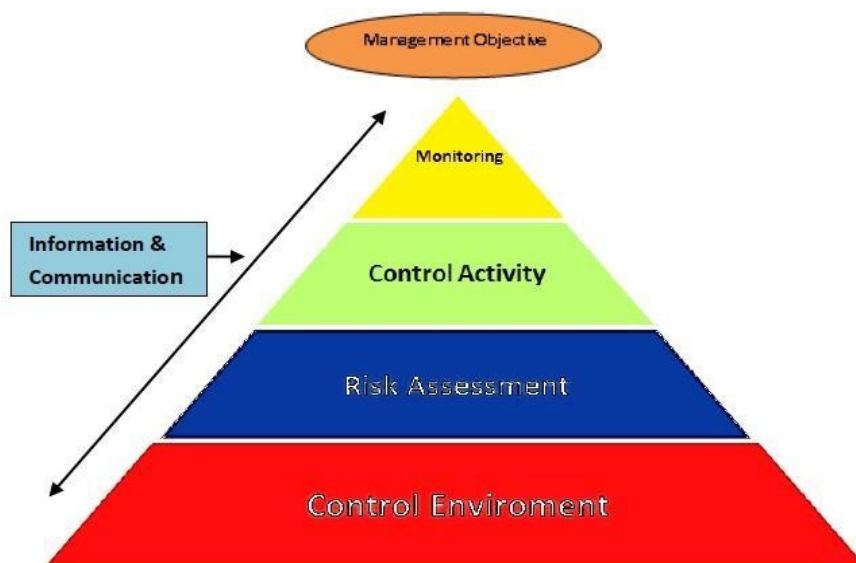 Management Objective
Monitoring
Information &
Communication
Control Activity
Risk Assessment
Control Enviroment